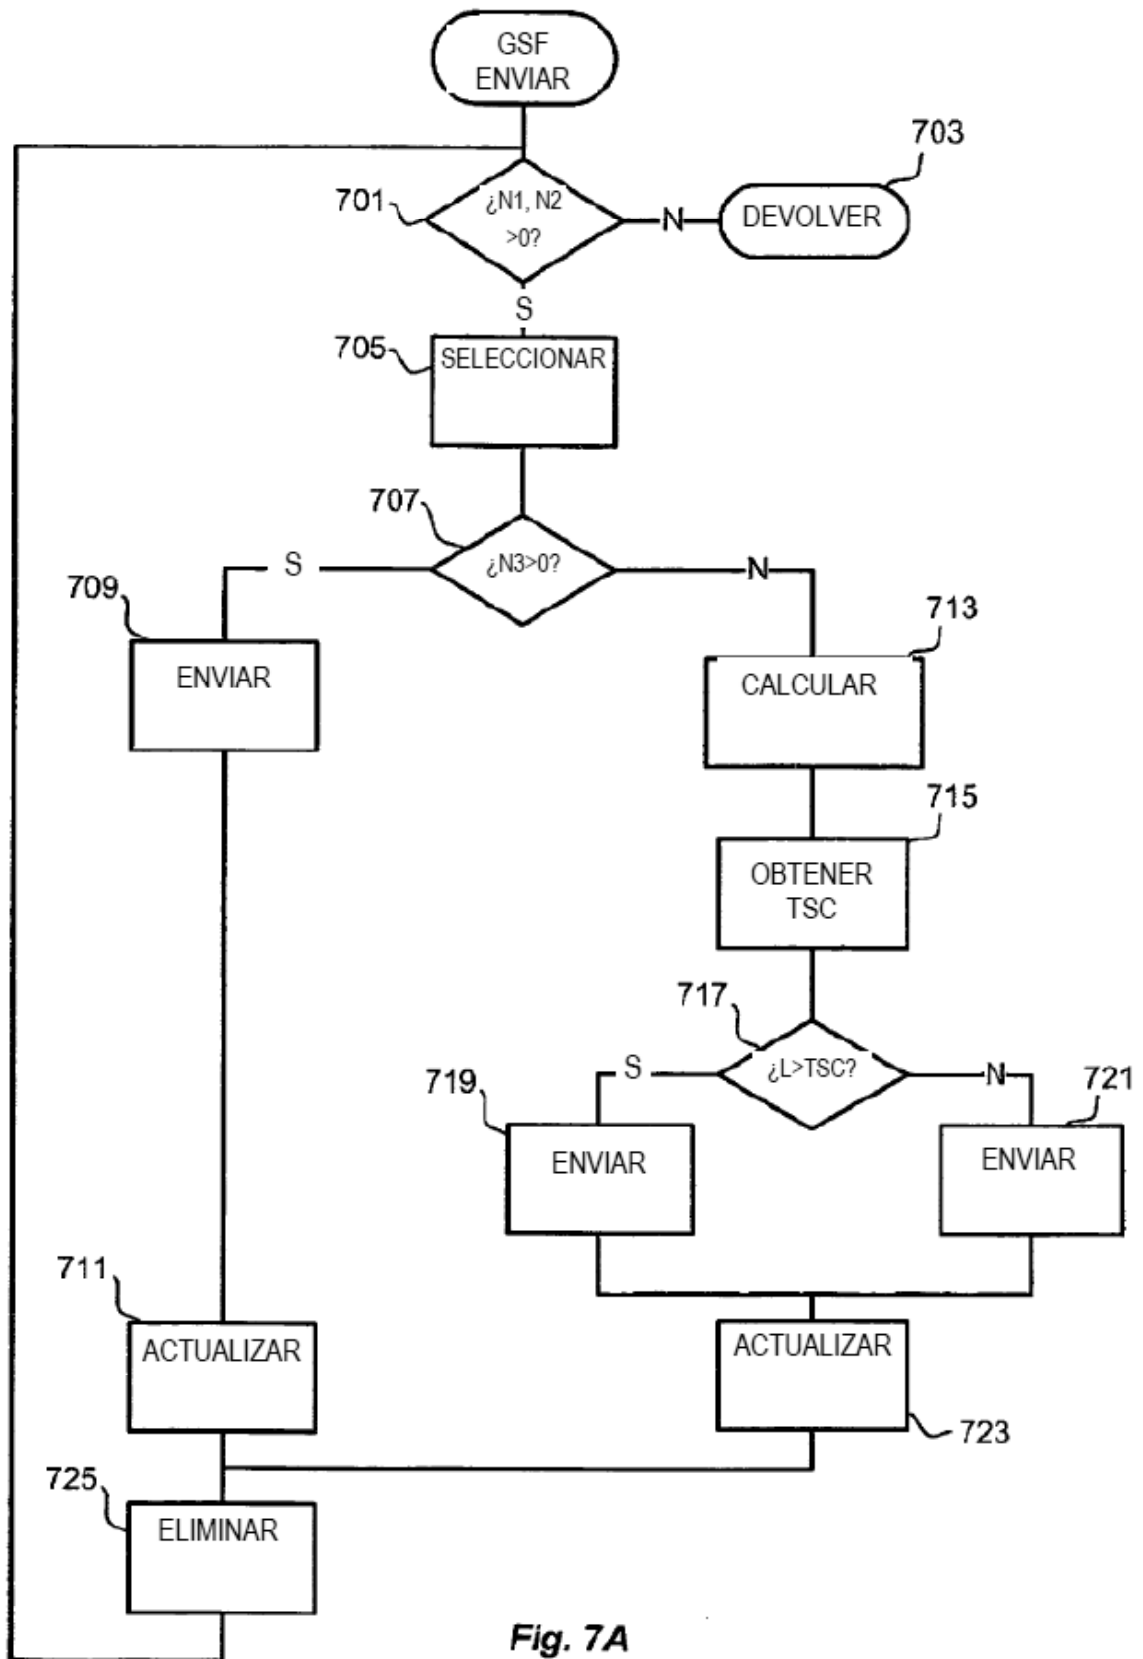 GSF
ENVIAR
703
701
¿N1, N2
>0?
N
DEVOLVER
S
705
SELECCIONAR
707
¿N3>0?
S
N
709
ENVIAR
713
CALCULAR
715
OBTENER
TSC
717
¿L>TSC?
S
N
719
ENVIAR
721
ENVIAR
711
ACTUALIZAR
ACTUALIZAR
723
725
ELIMINAR
Fig. 7A